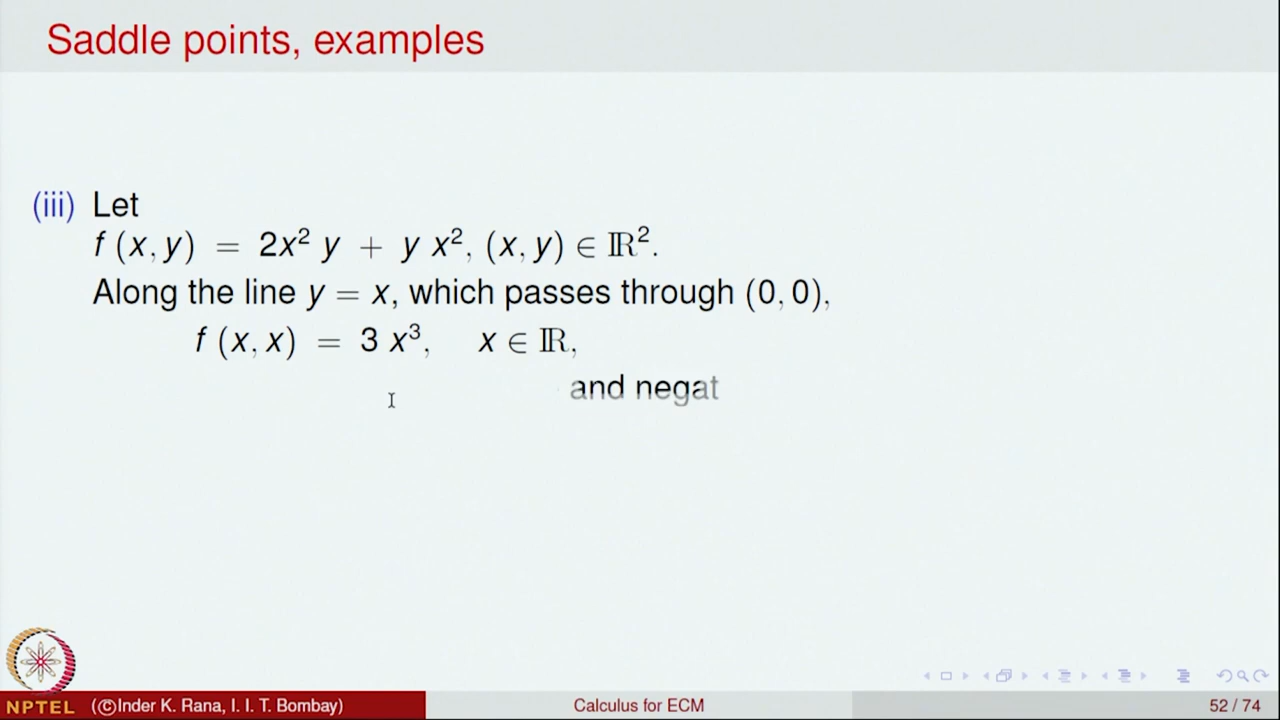 Saddle points, examples
(iii) Let
f (x, y) = 2x² y + y x², (x, y) ∈ ℝ².
Along the line y = x, which passes through (0, 0),
f (x, x) = 3 x³, x ∈ ℝ,
and negat
NPTEL (©Inder K. Rana, I. I. T. Bombay) Calculus for ECM 52 / 74